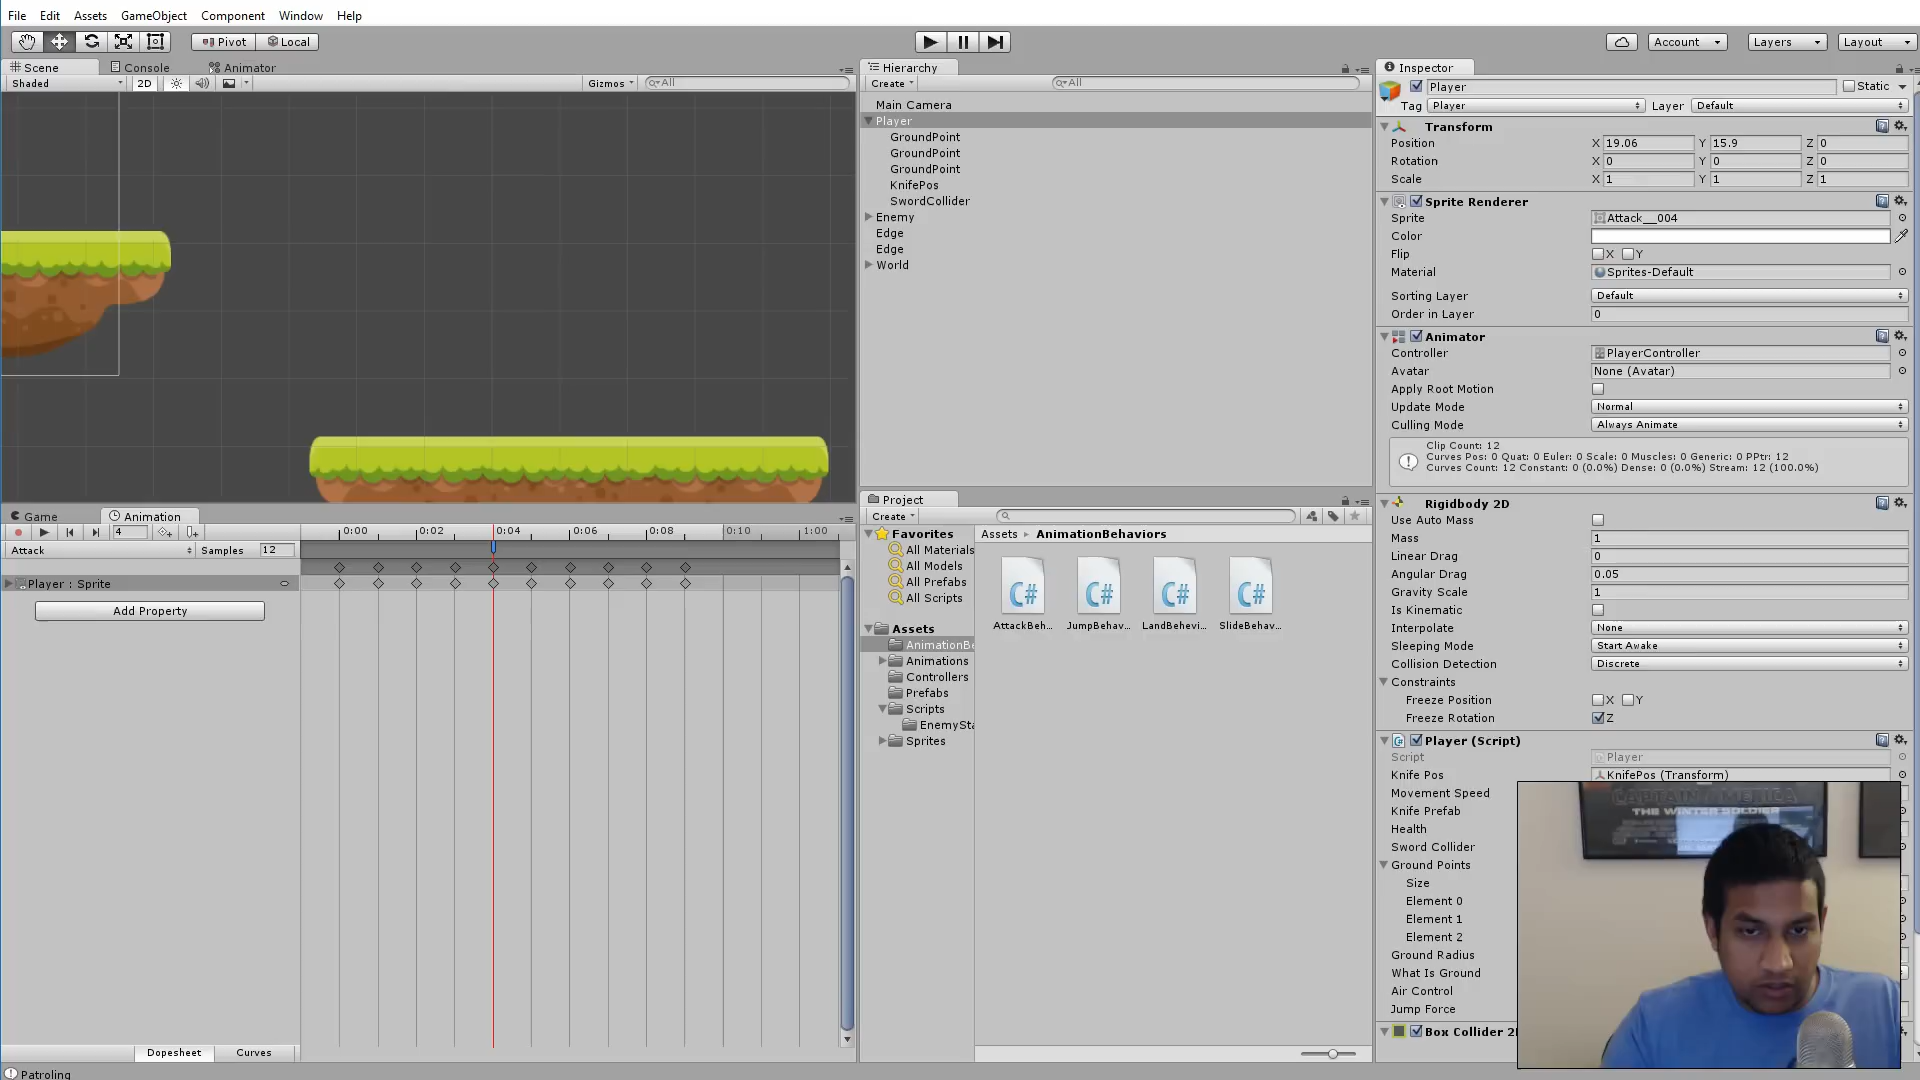 File Edit Assets GameObject Component Window Help
Pivot Local Account Layers Layout
Scene Console Animator
Shaded 2D Gizmos All
Game Animation
4 0:00 0:02 0:04 0:06 0:08 0:10 1:00
Attack Samples 12
Player : Sprite
Add Property
Dopesheet Curves
Patroling
Hierarchy
Create All
Main Camera
Player
GroundPoint
GroundPoint
GroundPoint
KnifePos
SwordCollider
Enemy
Edge
Edge
World
Project
Create
Favorites
All Materials
All Models
All Prefabs
All Scripts
Assets
AnimationBe
Animations
Controllers
Prefabs
Scripts
EnemySta
Sprites
Assets AnimationBehaviors
C# C# C# C#
AttackBeh... JumpBehav... LandBehevi... SlideBehav...
Inspector
Player Static
Tag Player Layer Default
Transform
Position X 19.06 Y 15.9 Z 0
Rotation X 0 Y 0 Z 0
Scale X 1 Y 1 Z 1
Sprite Renderer
Sprite Attack__004
Color
Flip X Y
Material Sprites-Default
Sorting Layer Default
Order in Layer 0
Animator
Controller PlayerController
Avatar None (Avatar)
Apply Root Motion
Update Mode Normal
Culling Mode Always Animate
Clip Count: 12
Curves Pos: 0 Quat: 0 Euler: 0 Scale: 0 Muscles: 0 Generic: 0 PPtr: 12
Curves Count: 12 Constant: 0 (0.0%) Dense: 0 (0.0%) Stream: 12 (100.0%)
Rigidbody 2D
Use Auto Mass
Mass 1
Linear Drag 0
Angular Drag 0.05
Gravity Scale 1
Is Kinematic
Interpolate None
Sleeping Mode Start Awake
Collision Detection Discrete
Constraints
Freeze Position X Y
Freeze Rotation Z
Player (Script)
Script Player
Knife Pos KnifePos (Transform)
Movement Speed
Knife Prefab
Health
Sword Collider
Ground Points
Size
Element 0
Element 1
Element 2
Ground Radius
What Is Ground
Air Control
Jump Force
Box Collider 2
CAPTAIN AMERICA
THE WINTER SOLDIER